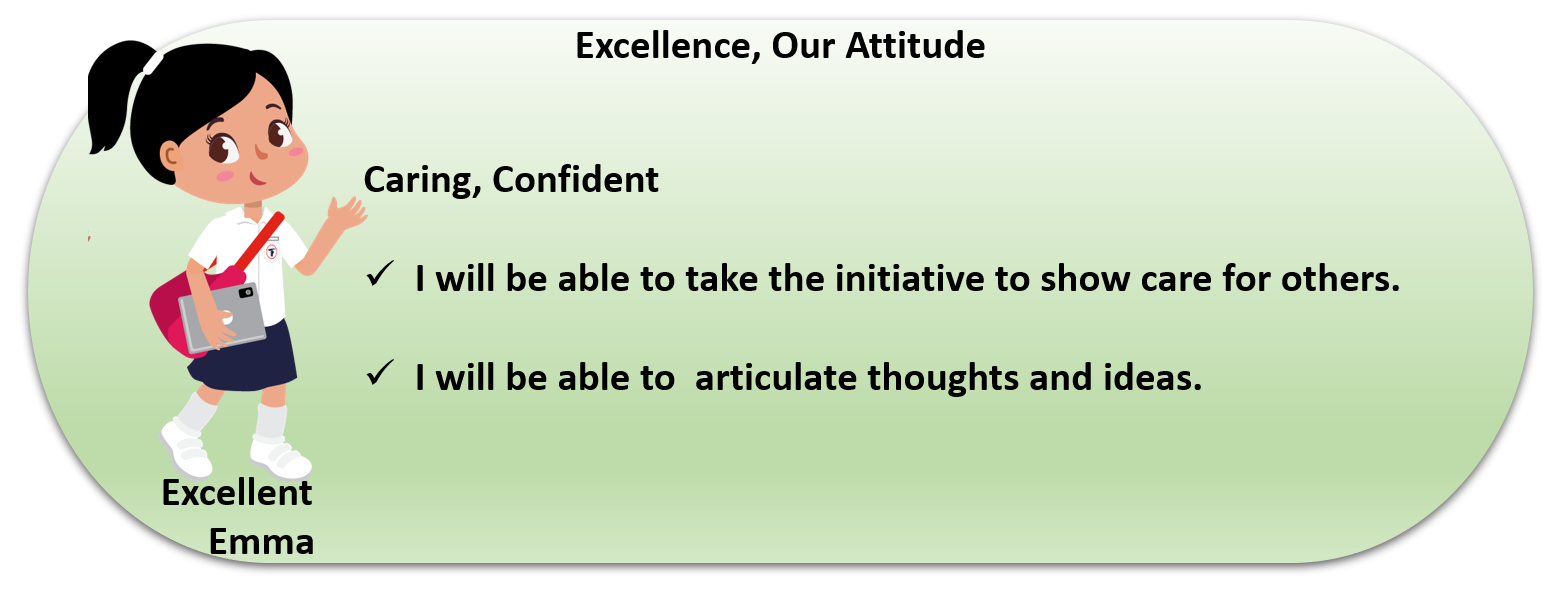 Excellence, Our Attitude
Caring, Confident
✓ I will be able to take the initiative to show care for others.
✓ I will be able to  articulate thoughts and ideas.
Excellent
Emma